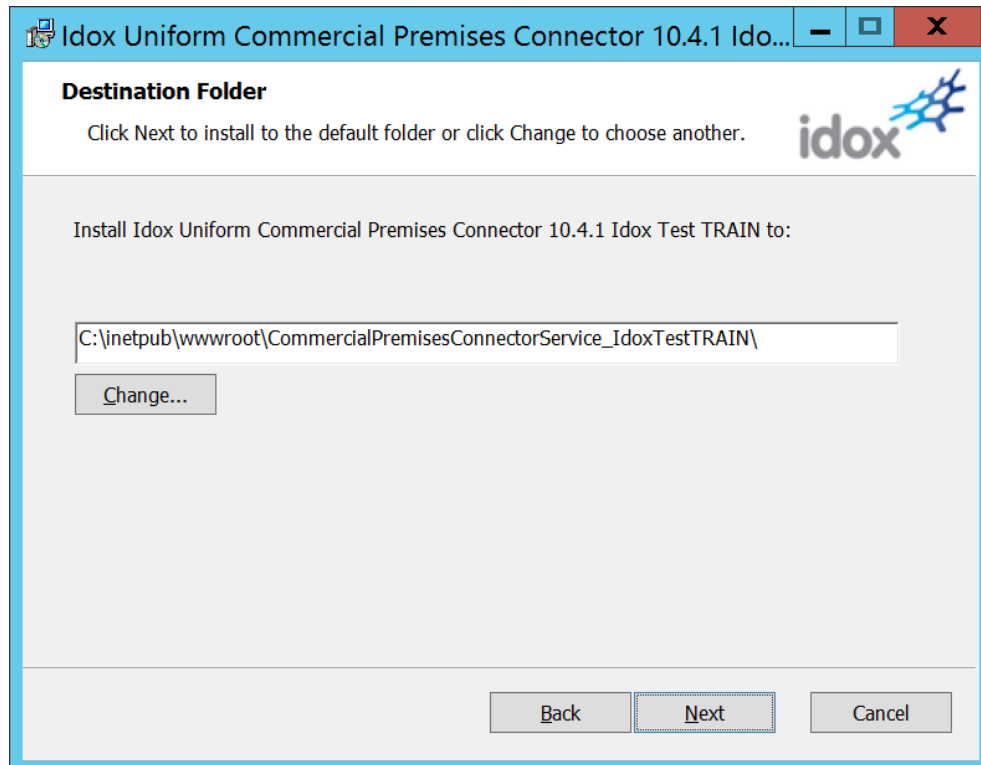 Idox Uniform Commercial Premises Connector 10.4.1 Ido...
Destination Folder
Click Next to install to the default folder or click Change to choose another.
idox
Install Idox Uniform Commercial Premises Connector 10.4.1 Idox Test TRAIN to:
C:\inetpub\wwwroot\CommercialPremisesConnectorService_IdoxTestTRAIN\
Change...
Back Next Cancel